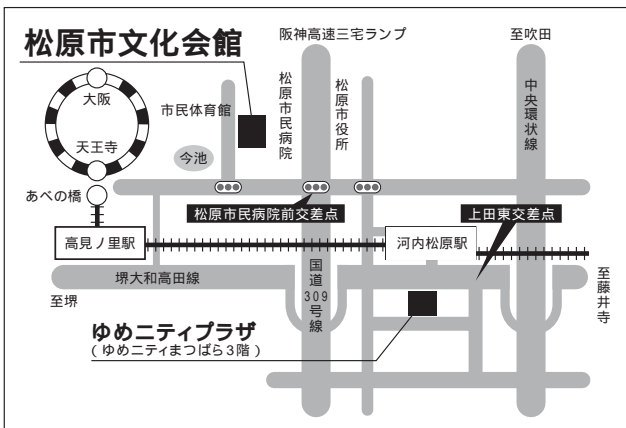 松原市文化会館
阪神高速三宅ランプ
至吹田
大阪
天王寺
市民体育館
松原市民病院
松原市役所
中央環状線
今池
あべの橋
松原市民病院前交差点
上田東交差点
高見ノ里駅
河内松原駅
堺大和高田線
至堺
国道309号線
至藤井寺
ゆめニティプラザ
(ゆめニティまつばら3階)